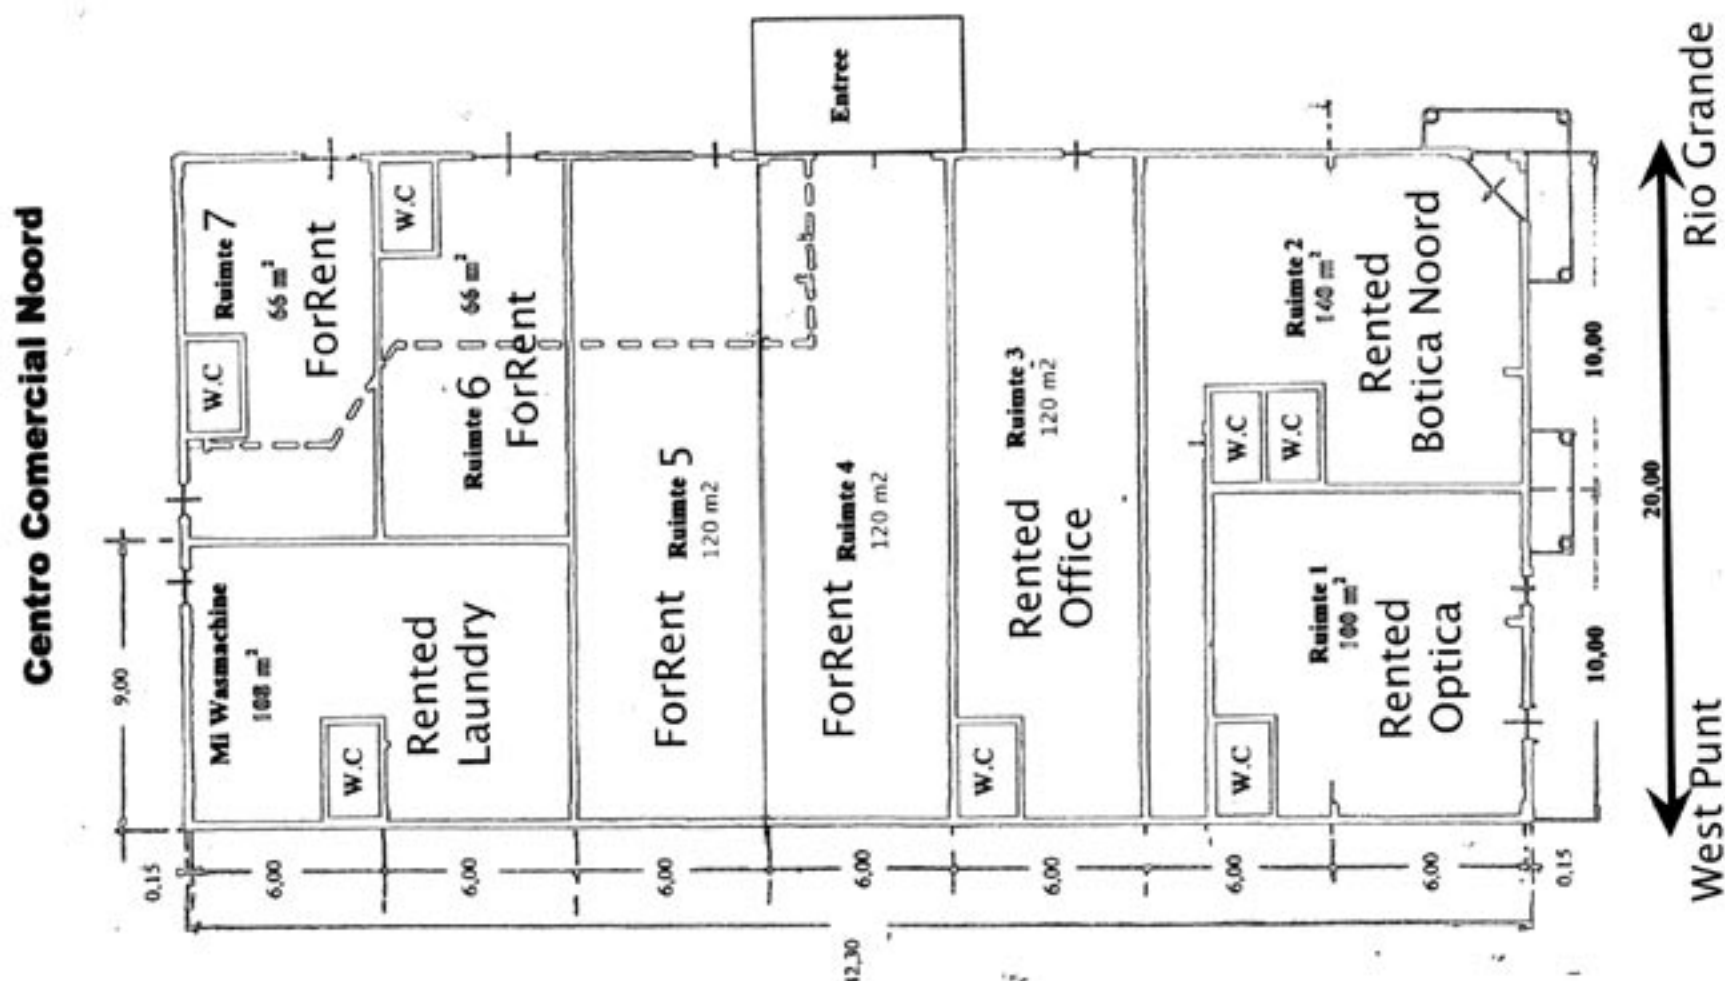 Centro Comercial Noord
Entree
Ruimte 7
66 m²
ForRent
W.C
W.C
Ruimte 6
66 m²
ForRent
Mi Wasmachine
108 m²
Rented
Laundry
W.C
Ruimte 5
120 m2
ForRent
Ruimte 4
120 m2
ForRent
Ruimte 3
120 m2
Rented
Office
W.C
Ruimte 2
140 m²
Rented
Botica Noord
W.C
W.C
Ruimte 1
100 m²
Rented
Optica
W.C
9,00
0,15
6,00
6,00
6,00
6,00
6,00
6,00
6,00
0,15
10,00
10,00
20,00
Rio Grande
West Punt